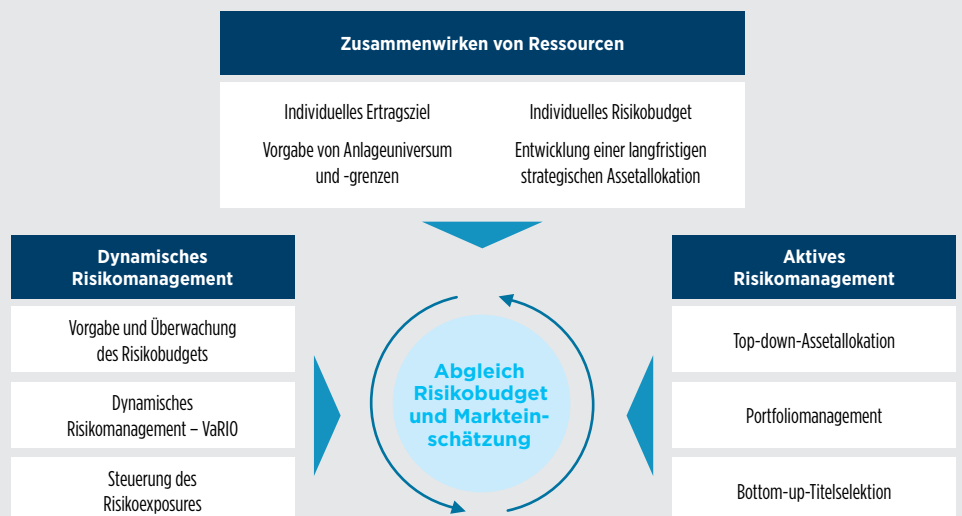 Zusammenwirken von Ressourcen
Individuelles Ertragsziel
Vorgabe von Anlageuniversum
und -grenzen
Individuelles Risikobudget
Entwicklung einer langfristigen
strategischen Assetallokation
Dynamisches
Risikomanagement
Vorgabe und Überwachung
des Risikobudgets
Dynamisches
Risikomanagement – VaRIO
Steuerung des
Risikoexposures
Abgleich
Risikobudget
und Marktein-
schätzung
Aktives
Risikomanagement
Top-down-Assetallokation
Portfoliomanagement
Bottom-up-Titelselektion